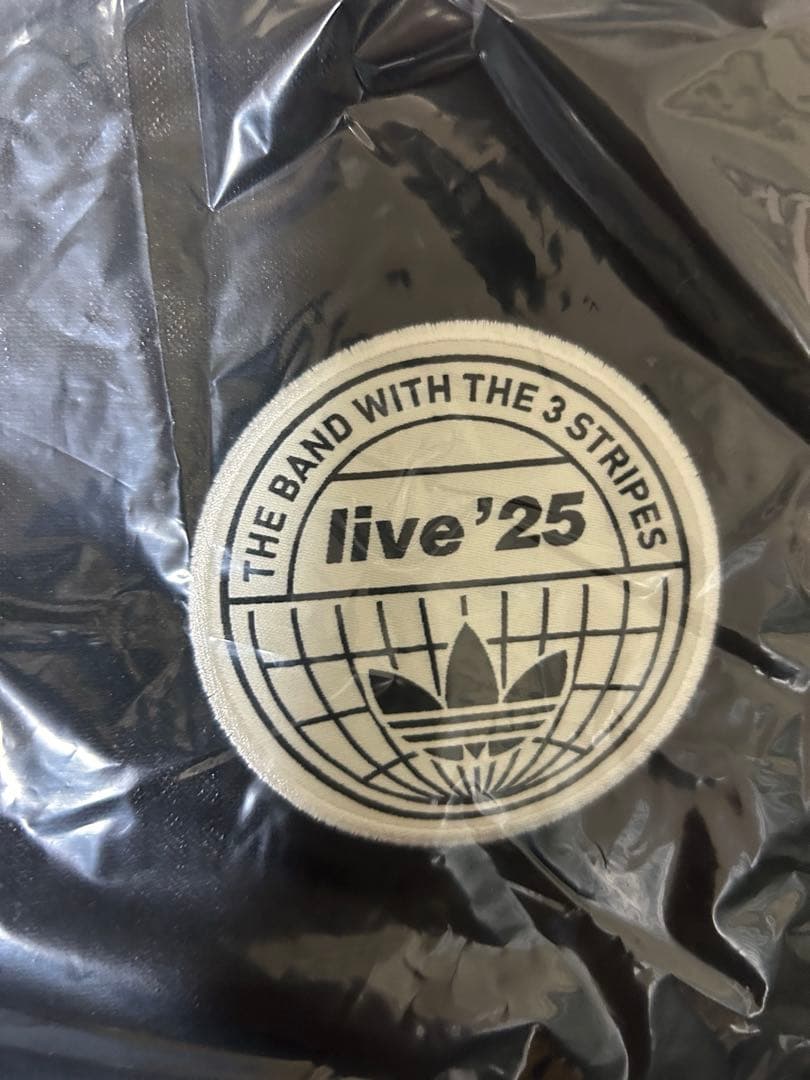 THE BAND WITH THE 3 STRIPES
live '25